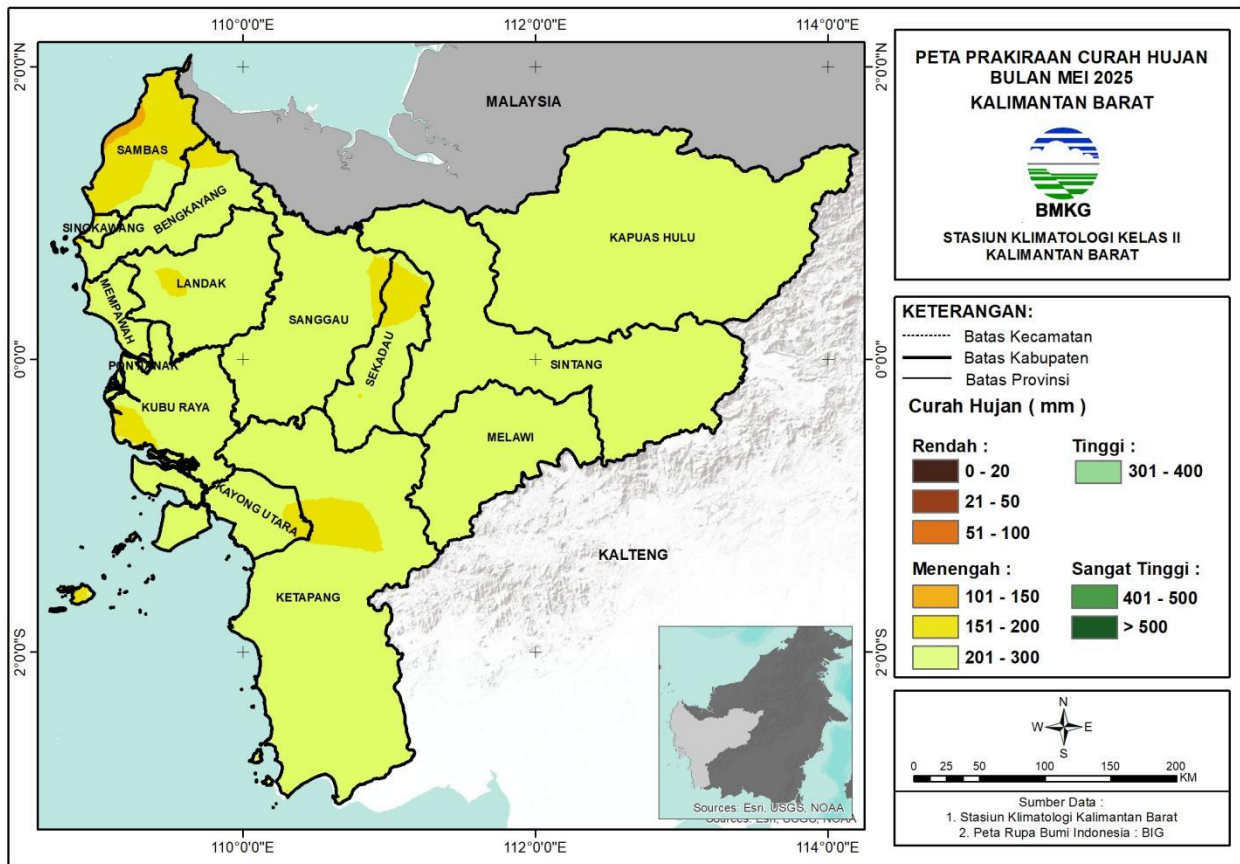 110°0'0"E
112°0'0"E
114°0'0"E
2°0'0"N
0°0'0"
2°0'0"S
MALAYSIA
SAMBAS
SINGKAWANG
BENGKAYANG
KAPUAS HULU
LANDAK
MEMPAWAH
SANGGAU
SEKADAU
SINTANG
PONTIANAK
KUBU RAYA
MELAWI
KAYONG UTARA
KALTENG
KETAPANG
Sources: Esri, USGS, NOAA
Sources: Esri, USGS, NOAA
2°0'0"N
0°0'0"
2°0'0"S
110°0'0"E
112°0'0"E
114°0'0"E
PETA PRAKIRAAN CURAH HUJAN
BULAN MEI 2025
KALIMANTAN BARAT
BMKG
STASIUN KLIMATOLOGI KELAS II
KALIMANTAN BARAT
KETERANGAN:
Batas Kecamatan
Batas Kabupaten
Batas Provinsi
Curah Hujan ( mm )
Rendah :
0 - 20
21 - 50
51 - 100
Menengah :
101 - 150
151 - 200
201 - 300
Tinggi :
301 - 400
Sangat Tinggi :
401 - 500
> 500
N
W E
S
0 25 50 100 150 200
KM
Sumber Data :
1. Stasiun Klimatologi Kalimantan Barat
2. Peta Rupa Bumi Indonesia : BIG